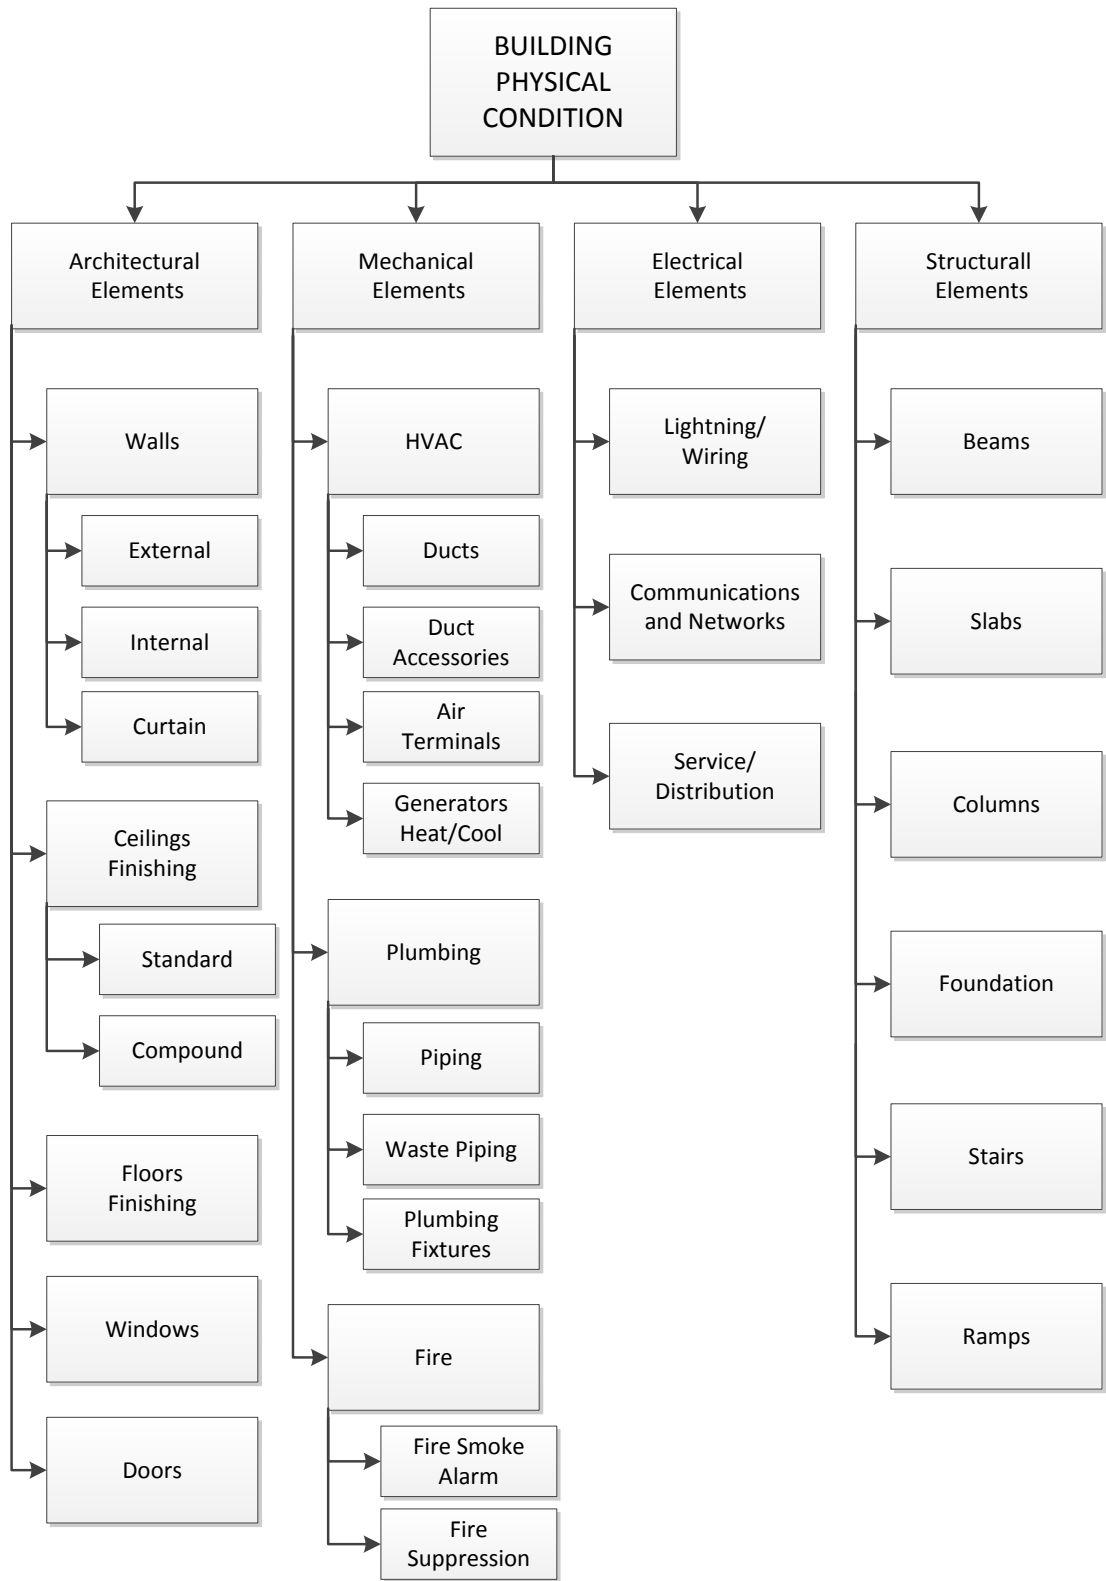 BUILDING
PHYSICAL
CONDITION
Architectural
Elements
Walls
External
Internal
Curtain
Ceilings
Finishing
Standard
Compound
Floors
Finishing
Windows
Doors
Mechanical
Elements
HVAC
Ducts
Duct
Accessories
Air
Terminals
Generators
Heat/Cool
Plumbing
Piping
Waste Piping
Plumbing
Fixtures
Fire
Fire Smoke
Alarm
Fire
Suppression
Electrical
Elements
Lightning/
Wiring
Communications
and Networks
Service/
Distribution
Structurall
Elements
Beams
Slabs
Columns
Foundation
Stairs
Ramps